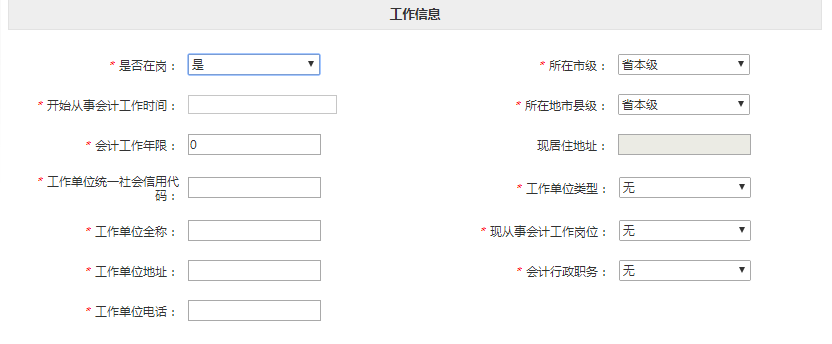 工作信息
* 是否在岗： 是 * 所在市级： 省本级
* 开始从事会计工作时间： * 所在地市县级： 省本级
* 会计工作年限： 0 现居住地址：
* 工作单位统一社会信用代
码： * 工作单位类型： 无
* 工作单位全称： * 现从事会计工作岗位： 无
* 工作单位地址： * 会计行政职务： 无
* 工作单位电话：